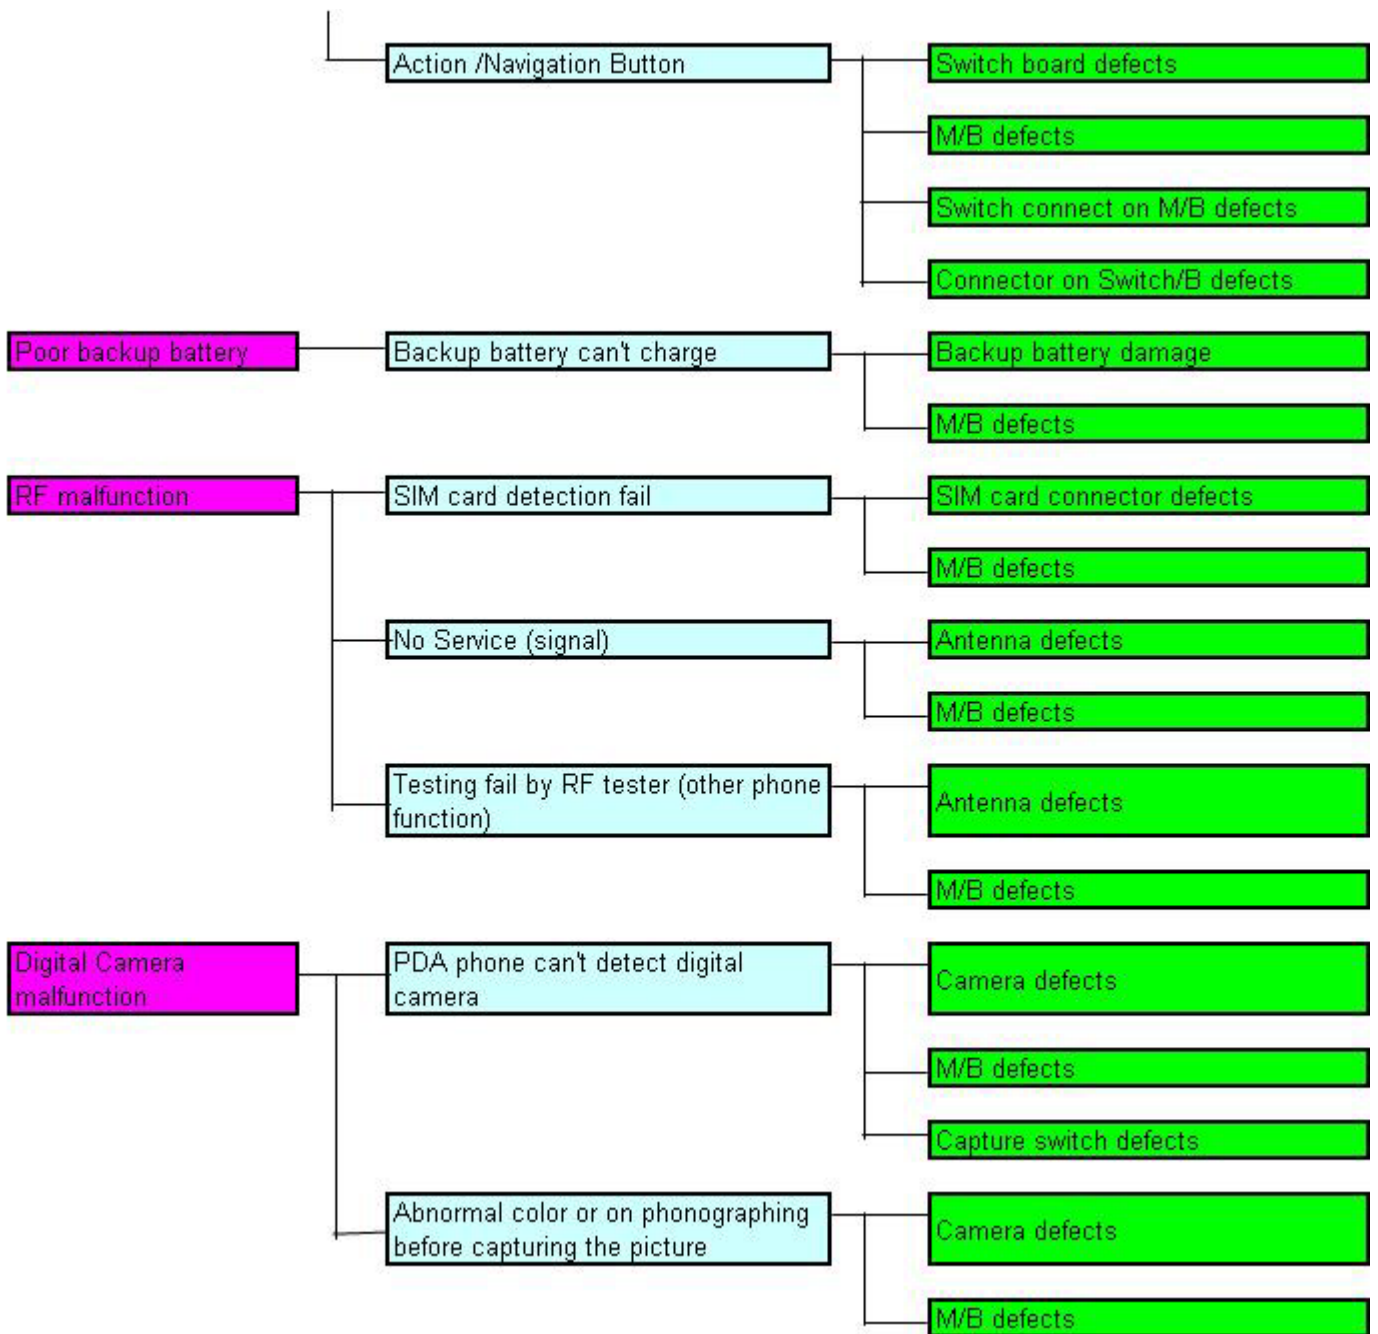 Action /Navigation Button
Switch board defects
M/B defects
Switch connect on M/B defects
Connector on Switch/B defects
Poor backup battery
Backup battery can't charge
Backup battery damage
M/B defects
RF malfunction
SIM card detection fail
SIM card connector defects
M/B defects
No Service (signal)
Antenna defects
M/B defects
Testing fail by RF tester (other phone
function)
Antenna defects
M/B defects
Digital Camera
malfunction
PDA phone can't detect digital
camera
Camera defects
M/B defects
Capture switch defects
Abnormal color or on phonographing
before capturing the picture
Camera defects
M/B defects